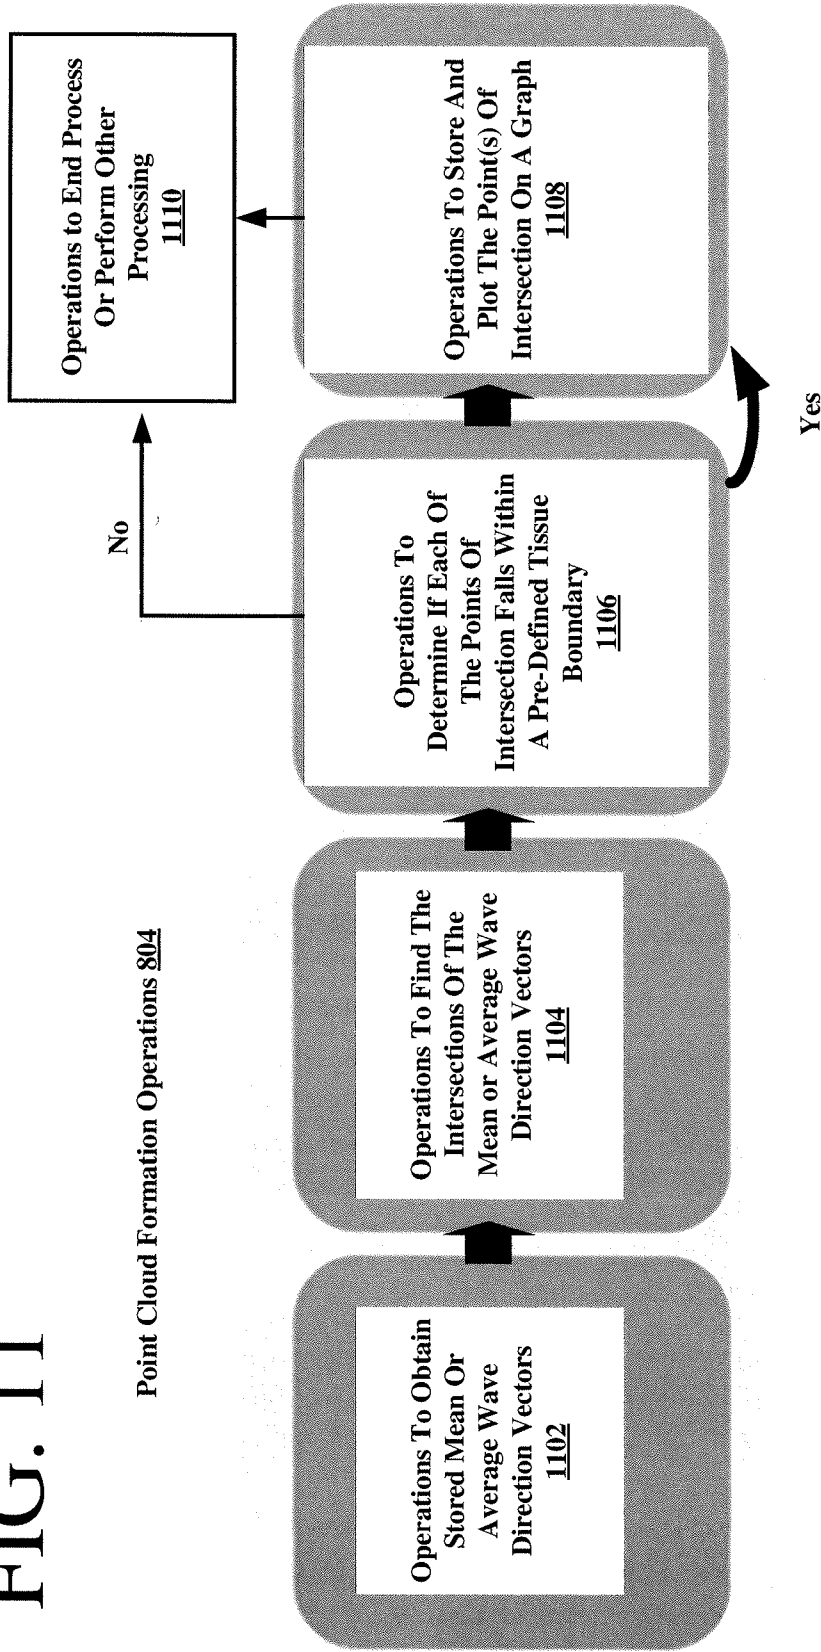 FIG. 11
Point Cloud Formation Operations 804
Operations To Obtain
Stored Mean Or
Average Wave
Direction Vectors
1102
Operations To Find The
Intersections Of The
Mean or Average Wave
Direction Vectors
1104
Operations To
Determine If Each Of
The Points Of
Intersection Falls Within
A Pre-Defined Tissue
Boundary
1106
No
Yes
Operations To Store And
Plot The Point(s) Of
Intersection On A Graph
1108
Operations to End Process
Or Perform Other
Processing
1110